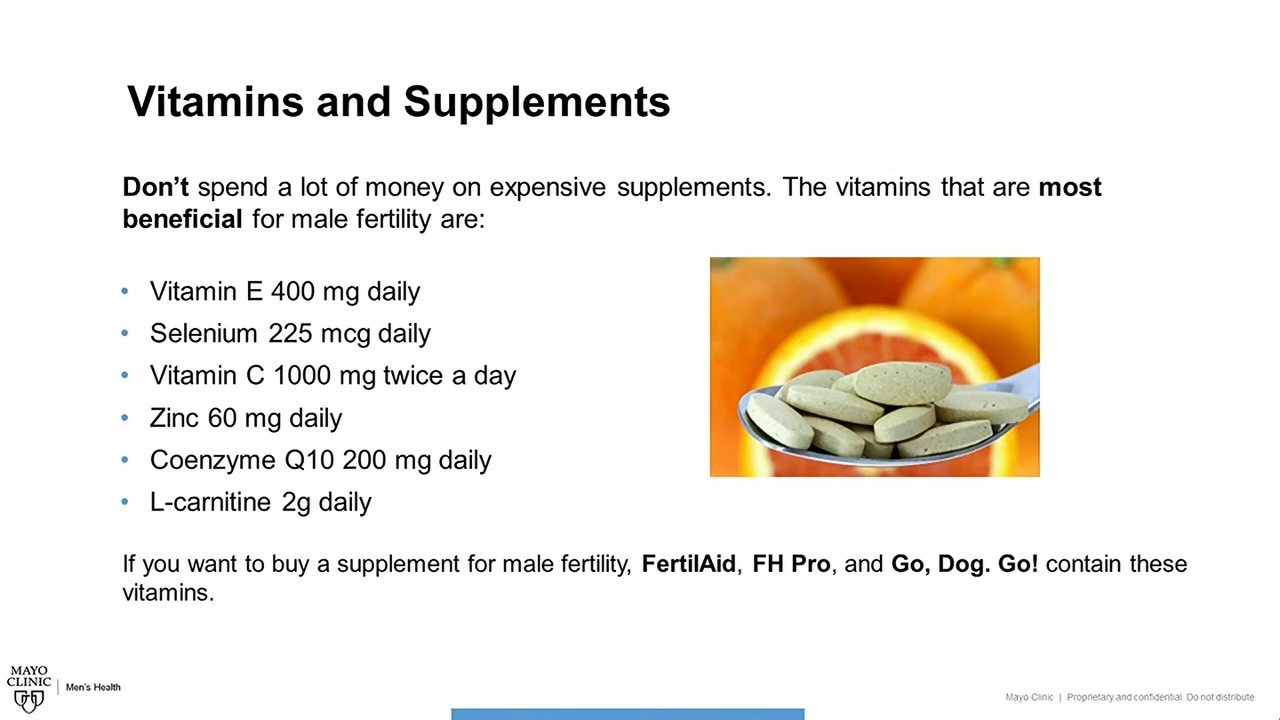 Vitamins and Supplements
Don’t spend a lot of money on expensive supplements. The vitamins that are most
beneficial for male fertility are:
• Vitamin E 400 mg daily
• Selenium 225 mcg daily
• Vitamin C 1000 mg twice a day
• Zinc 60 mg daily
• Coenzyme Q10 200 mg daily
• L-carnitine 2g daily
If you want to buy a supplement for male fertility, FertilAid, FH Pro, and Go, Dog. Go! contain these
vitamins.
MAYO
CLINIC
Men’s Health
Mayo Clinic | Proprietary and confidential. Do not distribute